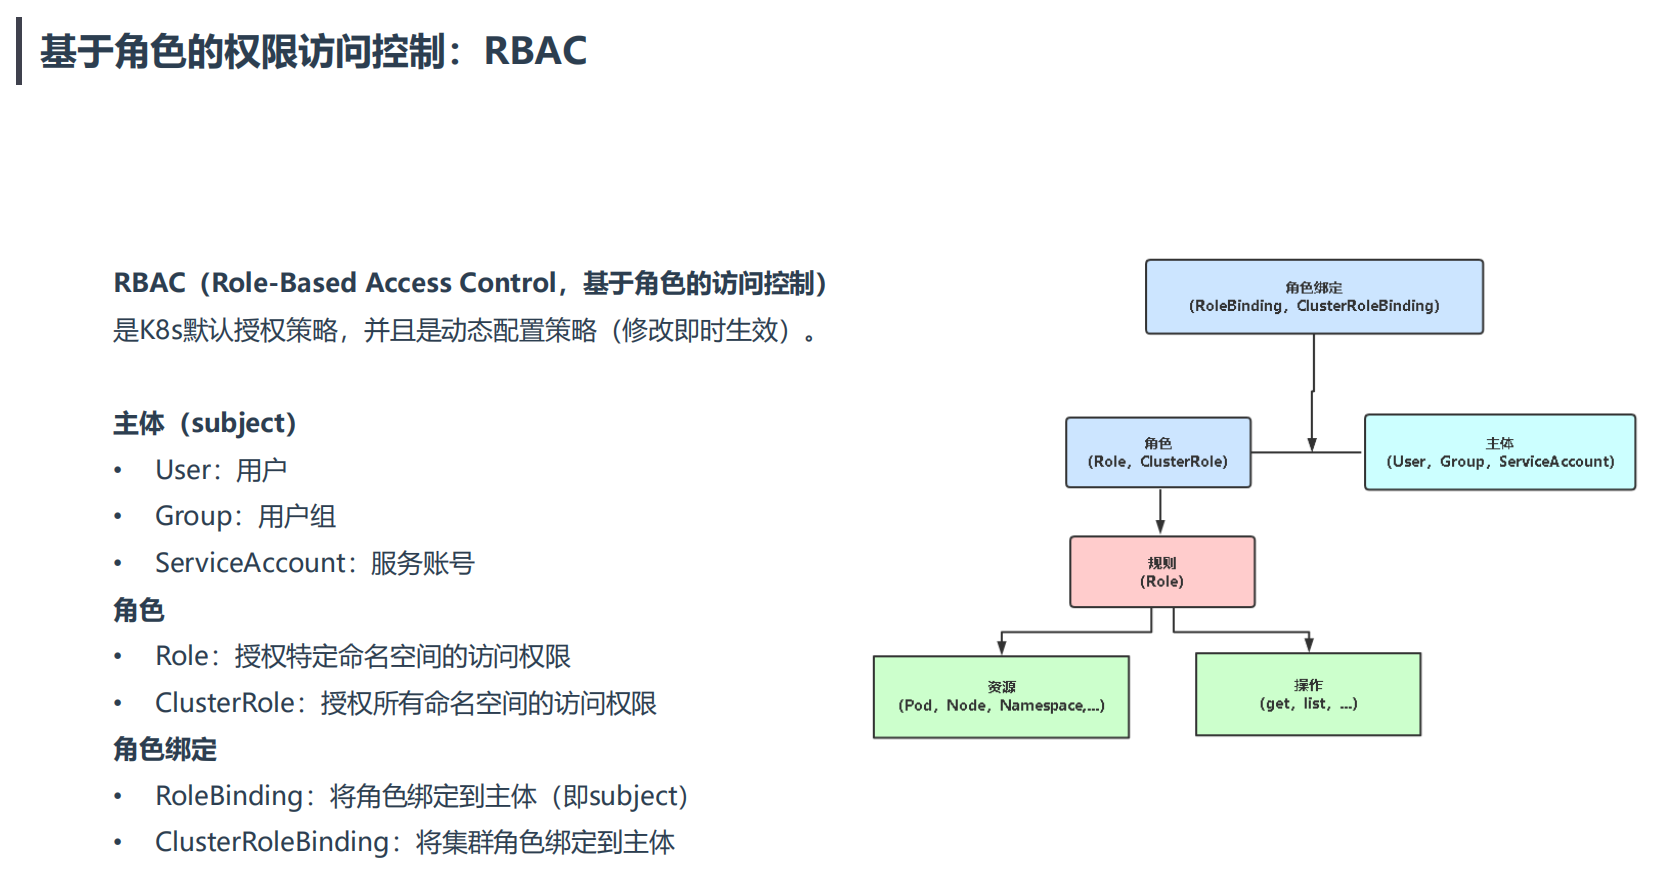 基于角色的权限访问控制：RBAC
RBAC（Role-Based Access Control，基于角色的访问控制）
是K8s默认授权策略，并且是动态配置策略（修改即时生效）。
主体（subject）
• User：用户
• Group：用户组
• ServiceAccount：服务账号
角色
• Role：授权特定命名空间的访问权限
• ClusterRole：授权所有命名空间的访问权限
角色绑定
• RoleBinding：将角色绑定到主体（即subject）
• ClusterRoleBinding：将集群角色绑定到主体
角色绑定
（RoleBinding，ClusterRoleBinding）
角色
（Role，ClusterRole）
主体
（User，Group，ServiceAccount）
规则
（Role）
资源
（Pod，Node，Namespace,...）
操作
（get，list，...）